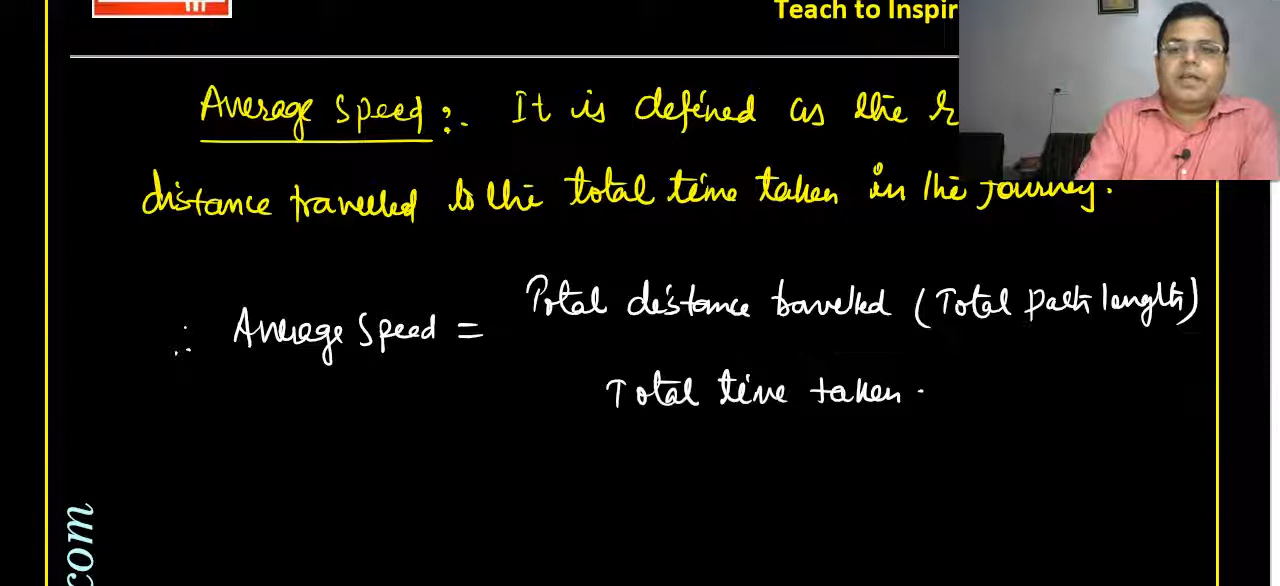 Teach to Inspir
Average Speed :. It is defined as the r
distance travelled to the total time taken in the journey.
∴ Average Speed = Total distance travelled (Total path length)
Total time taken .
com